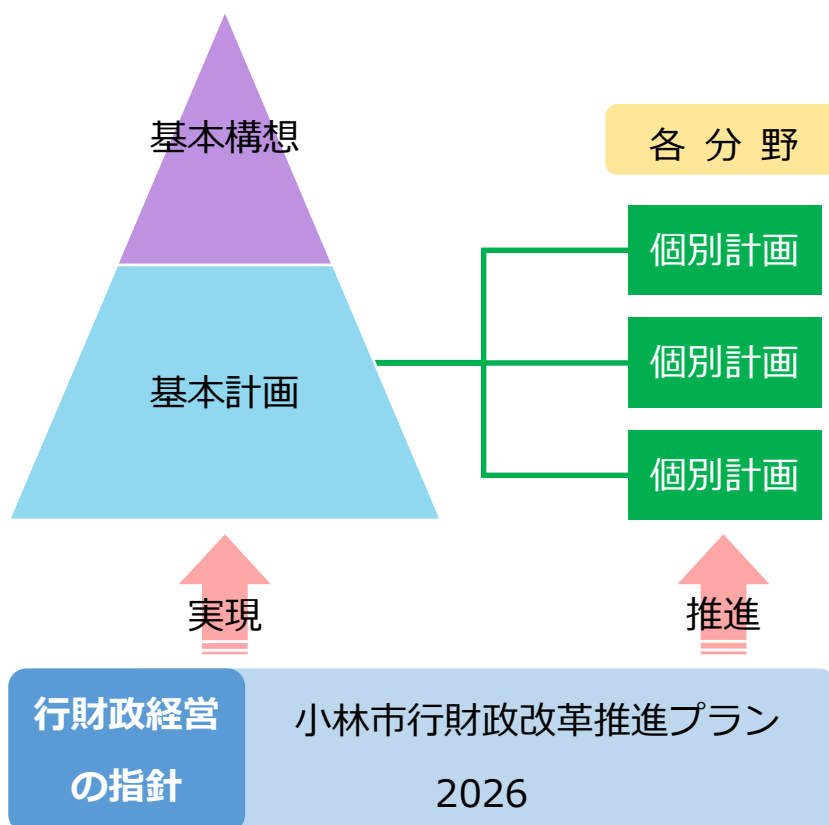 基本構想
各分野
個別計画
個別計画
基本計画
個別計画
実現
推進
行財政経営
の指針
小林市行財政改革推進プラン
2026